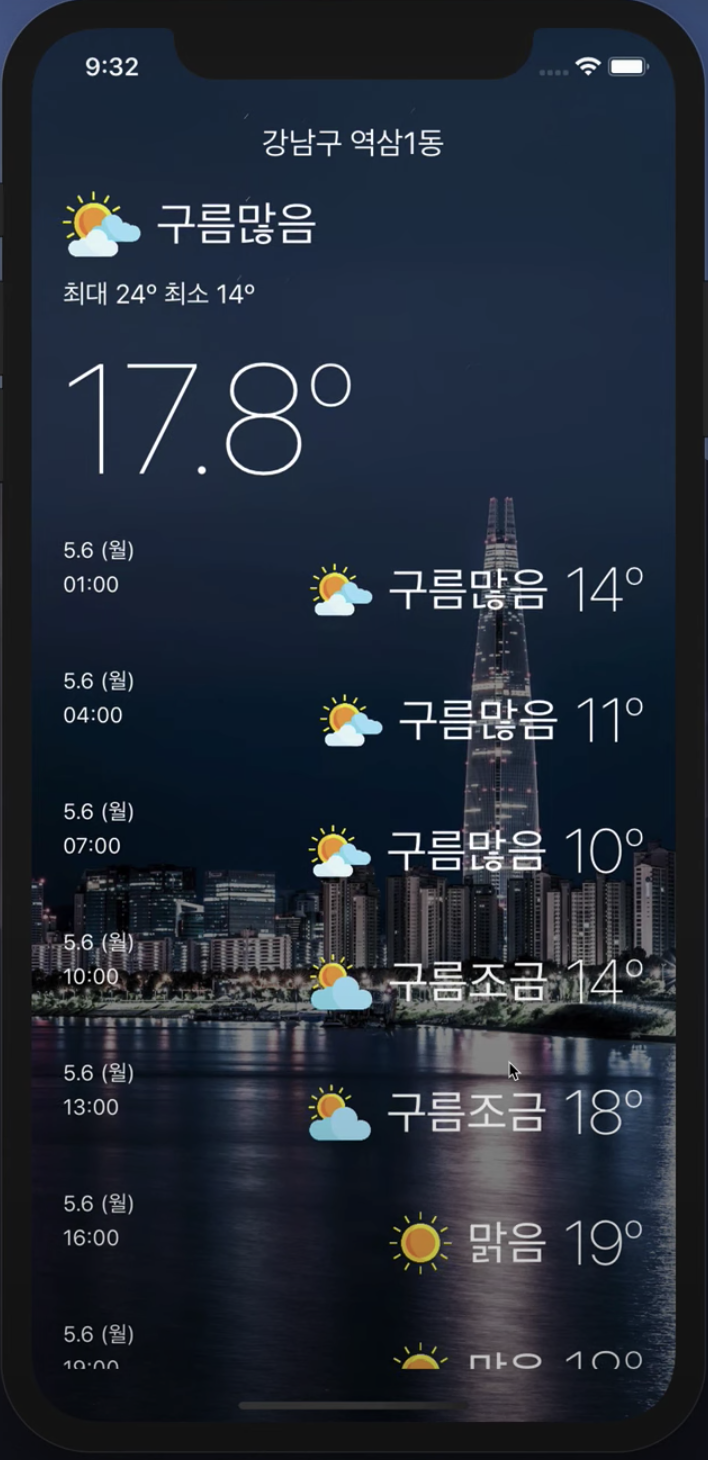 9:32
강남구 역삼1동
구름많음
최대 24° 최소 14°
17.8°
5.6 (월)
01:00
구름많음 14°
5.6 (월)
04:00
구름많음 11°
5.6 (월)
07:00
구름많음 10°
5.6 (월)
10:00
구름조금 14°
5.6 (월)
13:00
구름조금 18°
5.6 (월)
16:00
맑음 19°
5.6 (월)
19:00